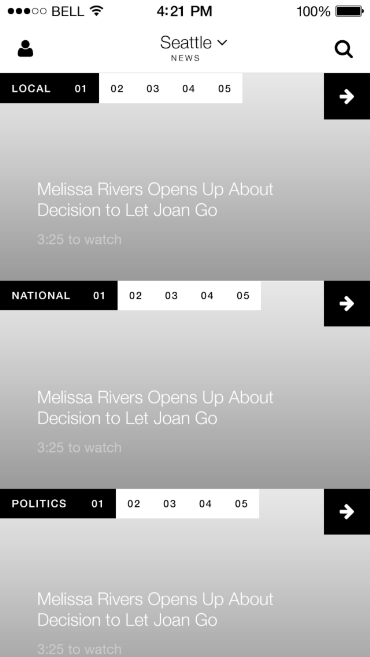 BELL 4:21 PM 100%
Seattle
NEWS
LOCAL 01 02 03 04 05
Melissa Rivers Opens Up About
Decision to Let Joan Go
3:25 to watch
NATIONAL 01 02 03 04 05
Melissa Rivers Opens Up About
Decision to Let Joan Go
3:25 to watch
POLITICS 01 02 03 04 05
Melissa Rivers Opens Up About
Decision to Let Joan Go
3:25 to watch